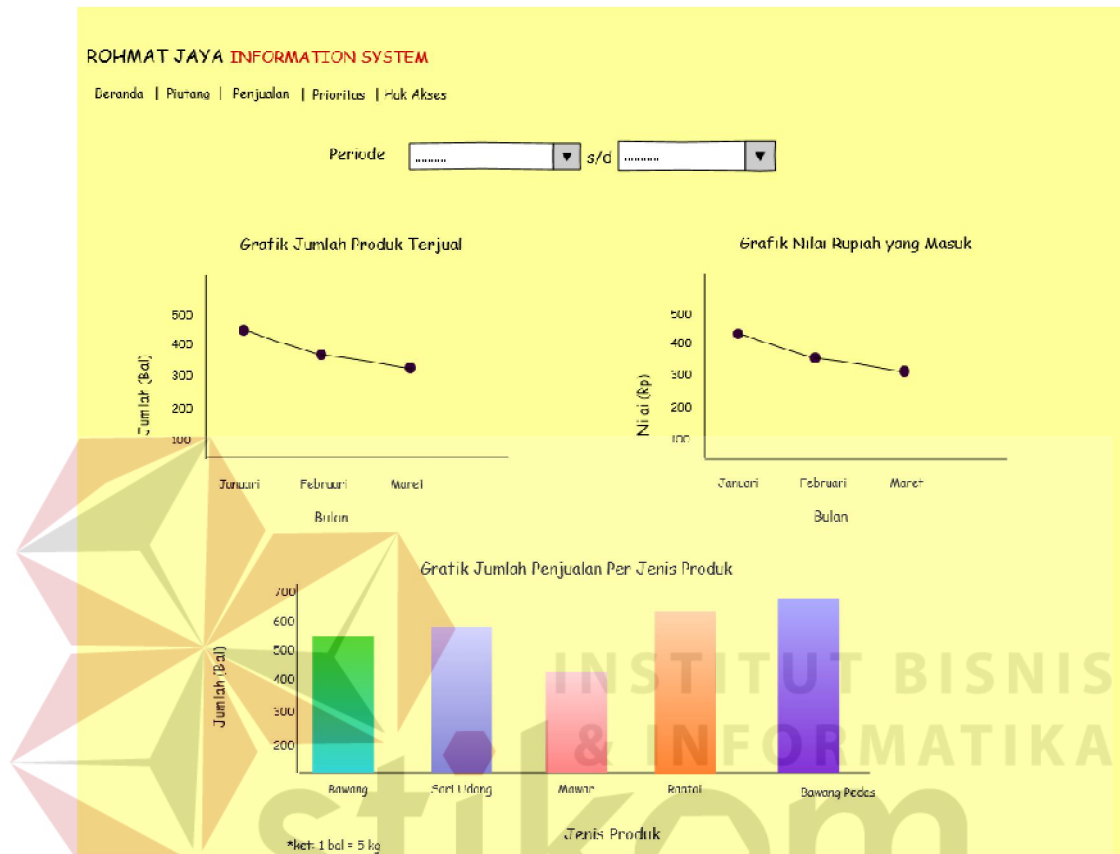 ROHMAT JAYA INFORMATION SYSTEM
Beranda | Piutang | Penjualan | Prioritas | Hak Akses
Periode .......... s/d ..........
Grafik Jumlah Produk Terjual
500
400
300
200
100
Jumlah (Bal)
Januari Februari Maret
Bulan
Grafik Nilai Rupiah yang Masuk
500
400
300
200
100
Nilai (Rp)
Januari Februari Maret
Bulan
Grafik Jumlah Penjualan Per Jenis Produk
700
600
500
400
300
200
Jumlah (Bal)
Bawang Sari Udang Mawar Rantai Bawang Pedes
Jenis Produk
*ket: 1 bal = 5 kg
INSTITUT BISNIS
& INFORMATIKA
stikom